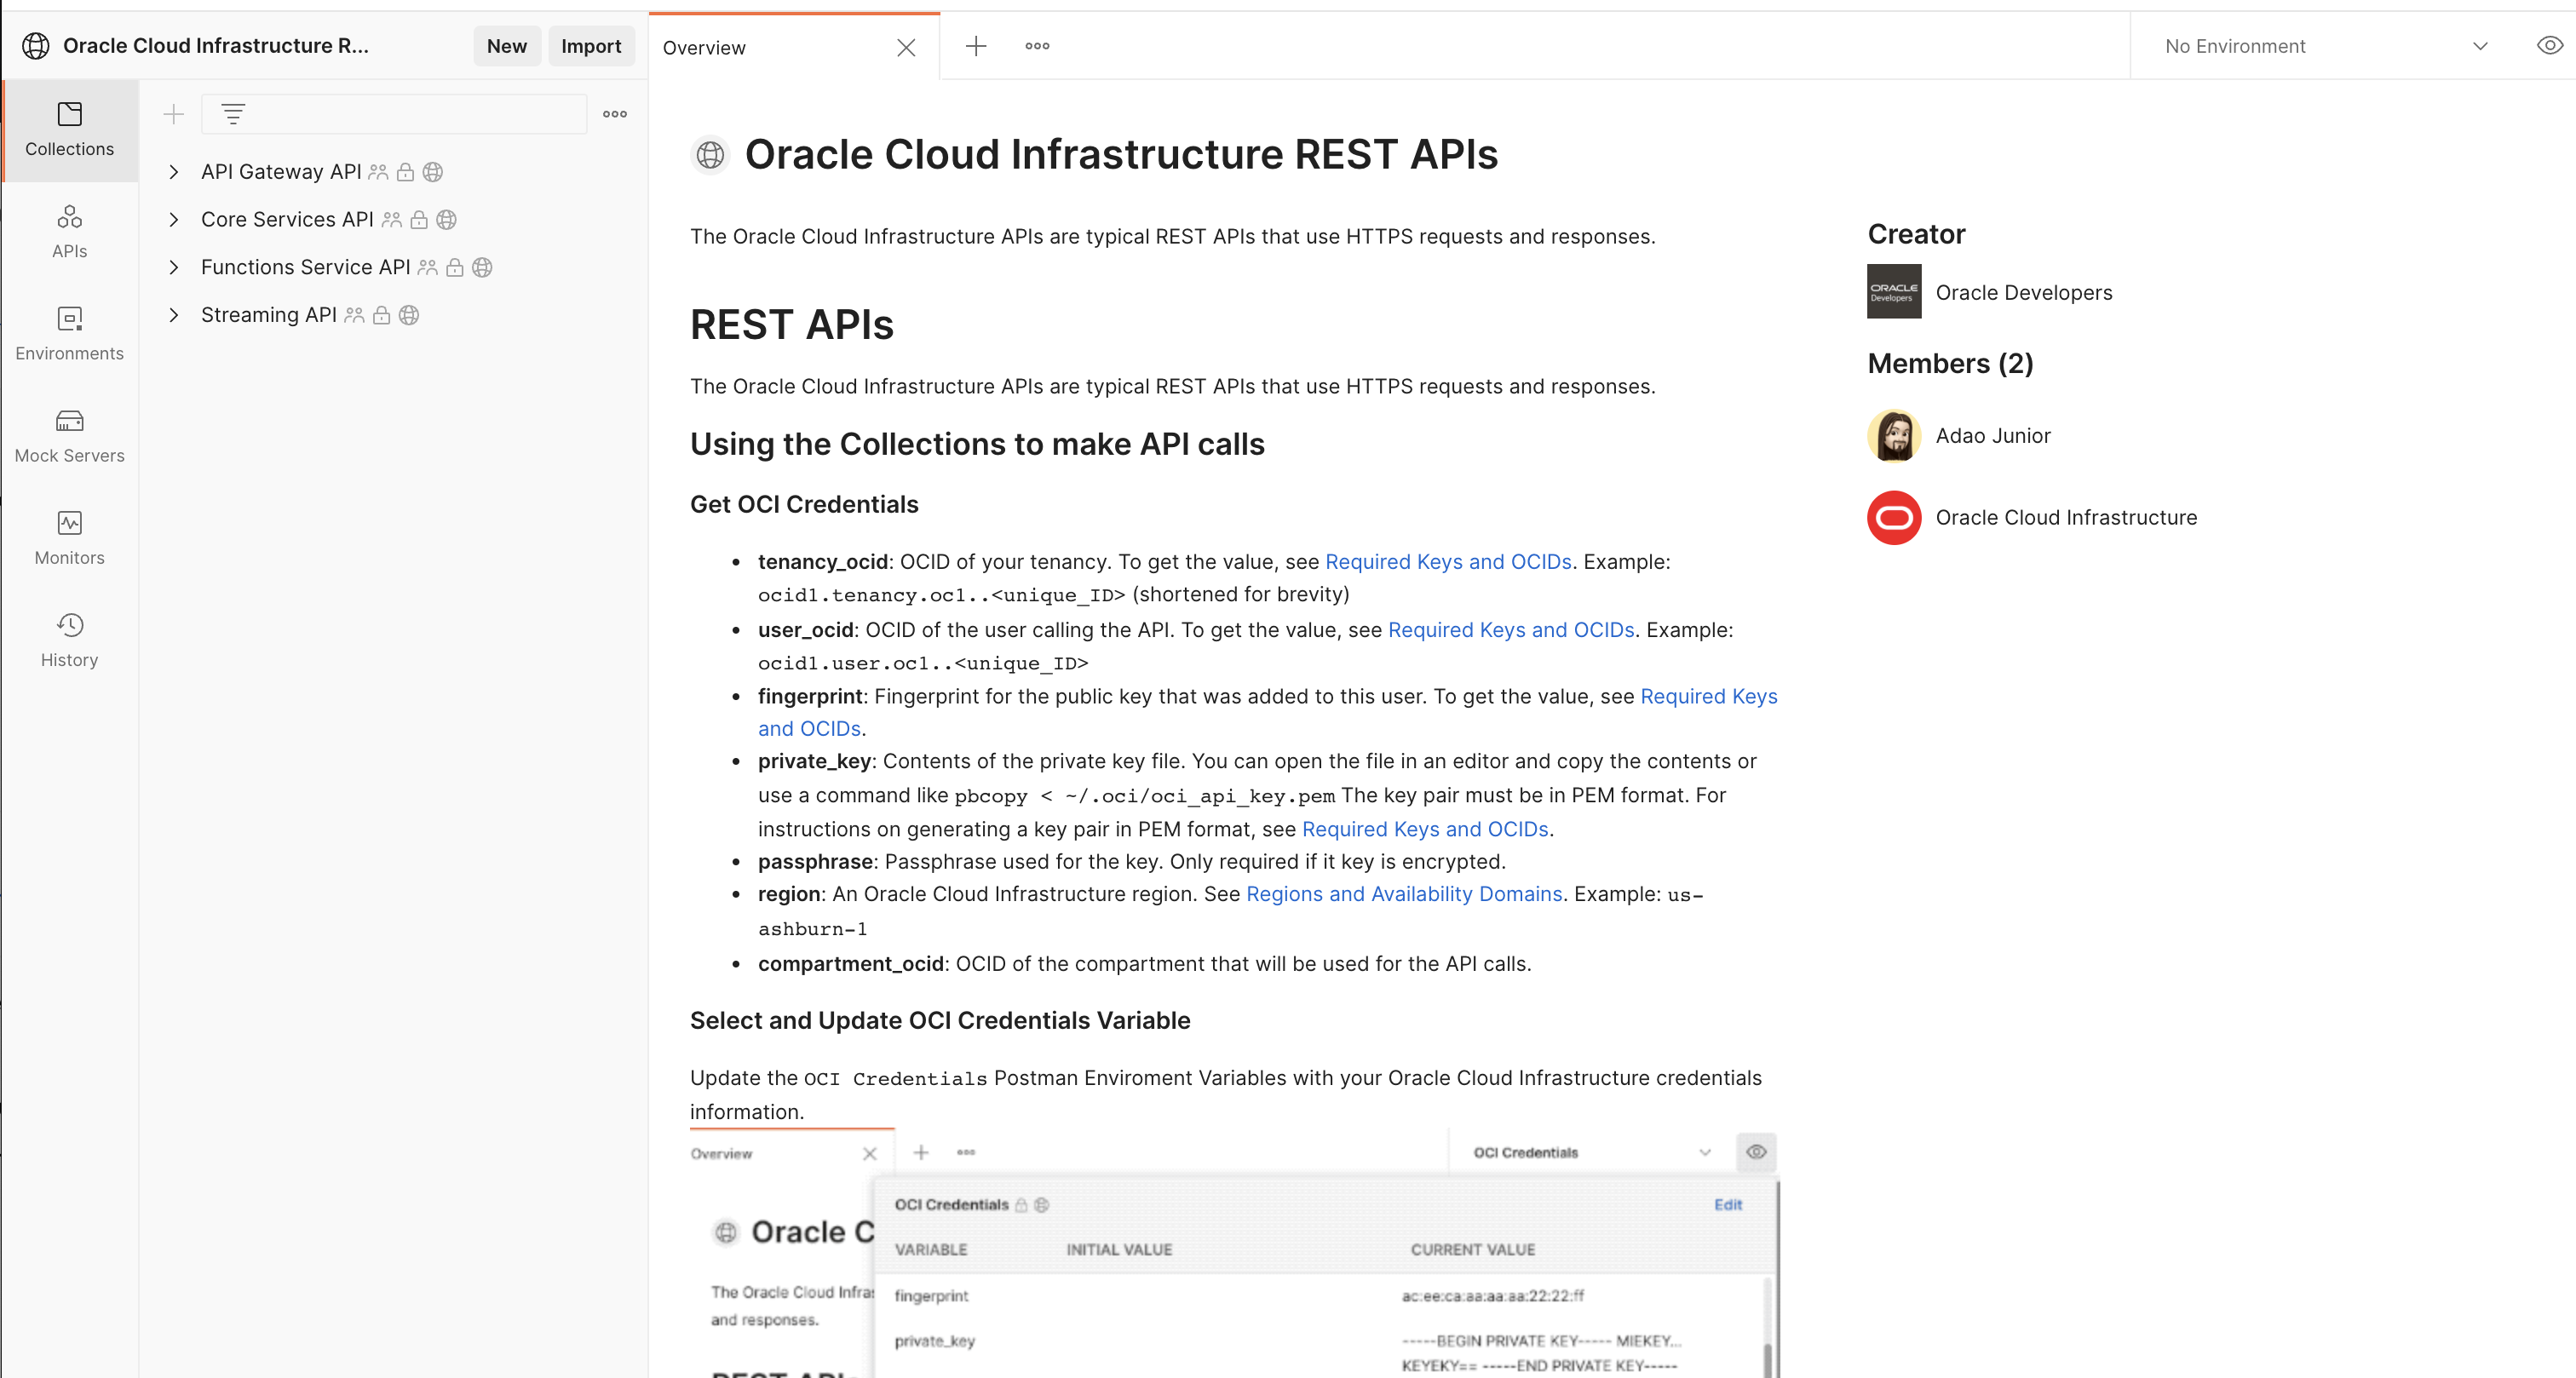 Oracle Cloud Infrastructure R...
New
Import
Overview
No Environment
Collections
APIs
Environments
Mock Servers
Monitors
History
API Gateway API
Core Services API
Functions Service API
Streaming API
Oracle Cloud Infrastructure REST APIs
The Oracle Cloud Infrastructure APIs are typical REST APIs that use HTTPS requests and responses.
REST APIs
The Oracle Cloud Infrastructure APIs are typical REST APIs that use HTTPS requests and responses.
Using the Collections to make API calls
Get OCI Credentials
• tenancy_ocid: OCID of your tenancy. To get the value, see Required Keys and OCIDs. Example:
ocid1.tenancy.oc1..<unique_ID> (shortened for brevity)
• user_ocid: OCID of the user calling the API. To get the value, see Required Keys and OCIDs. Example:
ocid1.user.oc1..<unique_ID>
• fingerprint: Fingerprint for the public key that was added to this user. To get the value, see Required Keys
and OCIDs.
• private_key: Contents of the private key file. You can open the file in an editor and copy the contents or
use a command like pbcopy < ~/.oci/oci_api_key.pem The key pair must be in PEM format. For
instructions on generating a key pair in PEM format, see Required Keys and OCIDs.
• passphrase: Passphrase used for the key. Only required if it key is encrypted.
• region: An Oracle Cloud Infrastructure region. See Regions and Availability Domains. Example: us-
ashburn-1
• compartment_ocid: OCID of the compartment that will be used for the API calls.
Select and Update OCI Credentials Variable
Update the OCI Credentials Postman Enviroment Variables with your Oracle Cloud Infrastructure credentials
information.
Overview
OCI Credentials
Oracle C
The Oracle Cloud Infras
and responses.
REST APIs
OCI Credentials
Edit
VARIABLE INITIAL VALUE CURRENT VALUE
fingerprint ac:ee:ca:aa:aa:aa:22:22:ff
private_key -----BEGIN PRIVATE KEY----- MIEKEY...
KEYEKY== -----END PRIVATE KEY-----
Creator
ORACLE
Developers
Oracle Developers
Members (2)
Adao Junior
Oracle Cloud Infrastructure